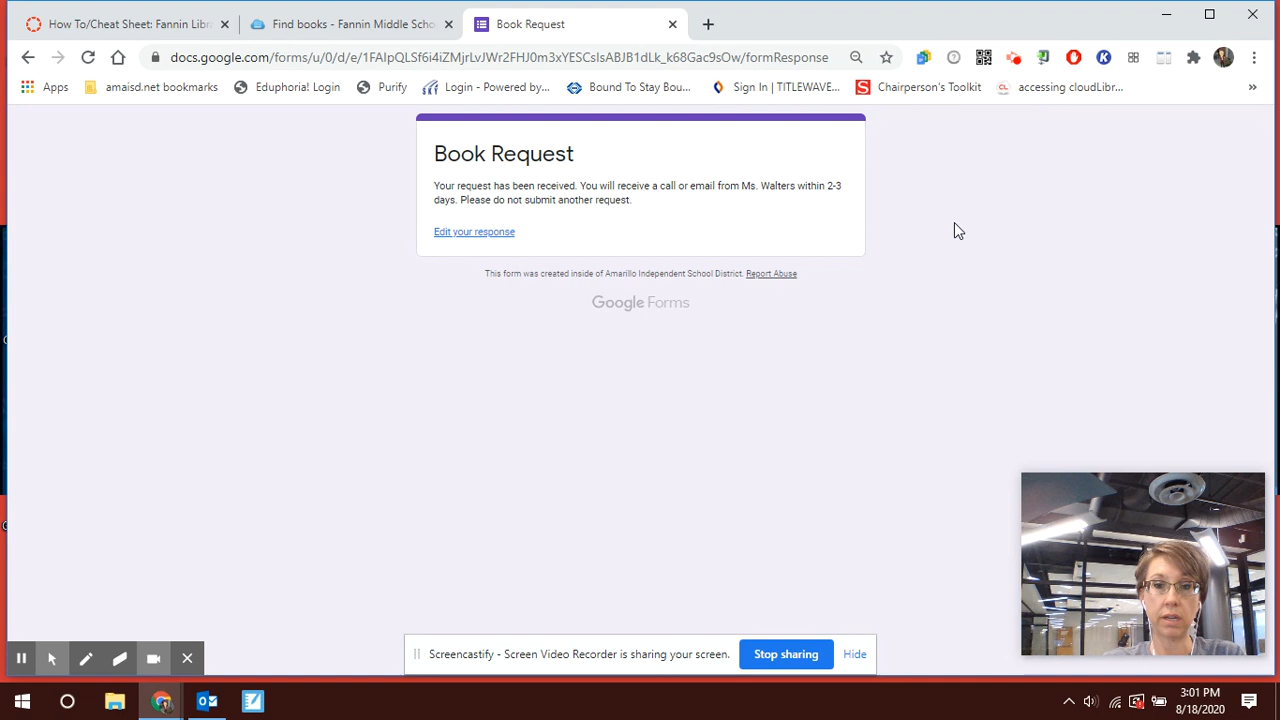 How To/Cheat Sheet: Fannin Libr
Find books - Fannin Middle Scho
Book Request
docs.google.com/forms/u/0/d/e/
Apps
amaisd.net bookmarks
Eduphoria! Login
Purify
Login - Powered by...
Bound To Stay Bou...
Sign In | TITLEWAVE...
Chairperson's Toolkit
accessing cloudLibr...
Book Request
Your request has been received. You will receive a call or email from Ms. Walters within 2-3
days. Please do not submit another request.
Edit your response
This form was created inside of Amarillo Independent School District. Report Abuse
Google Forms
Screencastify - Screen Video Recorder is sharing your screen.
Stop sharing
Hide
3:01 PM
8/18/2020